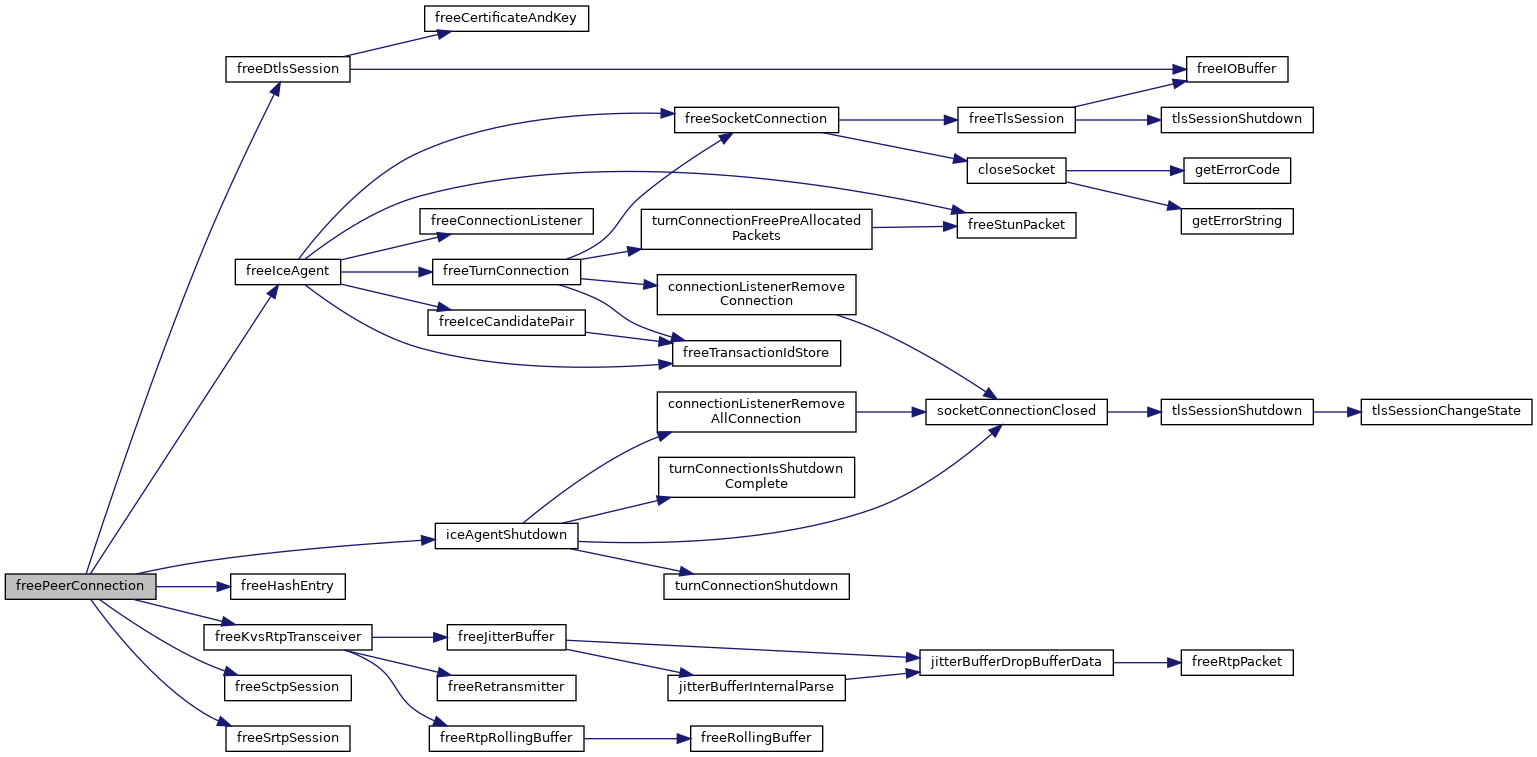 freeCertificateAndKey
freeDtlsSession
freeIOBuffer
freeSocketConnection
freeTlsSession
tlsSessionShutdown
closeSocket
getErrorCode
freeConnectionListener
turnConnectionFreePreAllocated
Packets
freeStunPacket
getErrorString
freeIceAgent
freeTurnConnection
connectionListenerRemove
Connection
freeIceCandidatePair
freeTransactionIdStore
connectionListenerRemove
AllConnection
socketConnectionClosed
tlsSessionShutdown
tlsSessionChangeState
turnConnectionIsShutdown
Complete
iceAgentShutdown
freePeerConnection
freeHashEntry
turnConnectionShutdown
freeKvsRtpTransceiver
freeJitterBuffer
jitterBufferDropBufferData
freeRtpPacket
freeSctpSession
freeRetransmitter
jitterBufferInternalParse
freeSrtpSession
freeRtpRollingBuffer
freeRollingBuffer